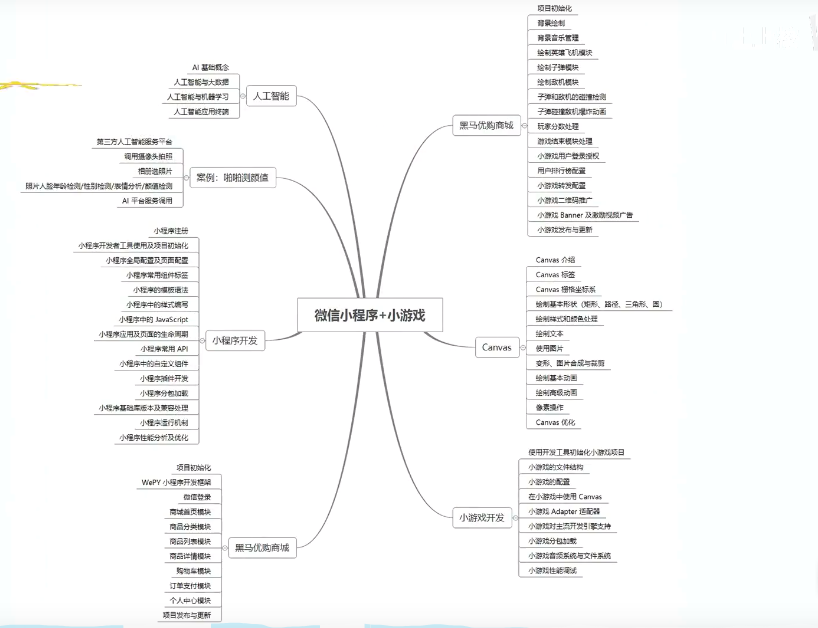 微信小程序+小游戏
人工智能
AI 基础概念
人工智能与大数据
人工智能与机器学习
人工智能应用终端
案例：啪啪测颜值
第三方人工智能服务平台
调用摄像头拍照
相册选照片
照片人脸年龄检测/性别检测/表情分析/颜值检测
AI 平台服务调用
小程序开发
小程序注册
小程序开发者工具使用及项目初始化
小程序全局配置及页面配置
小程序常用组件标签
小程序的模板语法
小程序中的样式编写
小程序中的 JavaScript
小程序应用及页面的生命周期
小程序常用 API
小程序中的自定义组件
小程序插件开发
小程序分包加载
小程序基础库版本及兼容处理
小程序运行机制
小程序性能分析及优化
黑马优购商城
项目初始化
WePY 小程序开发框架
微信登录
商城首页模块
商品分类模块
商品列表模块
商品详情模块
购物车模块
订单支付模块
个人中心模块
项目发布与更新
黑马优购商城
项目初始化
背景绘制
背景音乐管理
绘制英雄飞机模块
绘制子弹模块
绘制敌机模块
子弹和敌机的碰撞检测
子弹碰撞敌机爆炸动画
玩家分数处理
游戏结束模块处理
小游戏用户登录授权
用户排行榜配置
小游戏转发配置
小游戏二维码推广
小游戏 Banner 及激励视频广告
小游戏发布与更新
Canvas
Canvas 介绍
Canvas 标签
Canvas 栅格坐标系
绘制基本形状（矩形、路径、三角形、圆）
绘制样式和颜色处理
绘制文本
使用图片
变形、图片合成与裁剪
绘制基本动画
绘制高级动画
像素操作
Canvas 优化
小游戏开发
使用开发工具初始化小游戏项目
小游戏的文件结构
小游戏的配置
在小游戏中使用 Canvas
小游戏 Adapter 适配器
小游戏对主流开发引擎支持
小游戏分包加载
小游戏音频系统与文件系统
小游戏性能调试